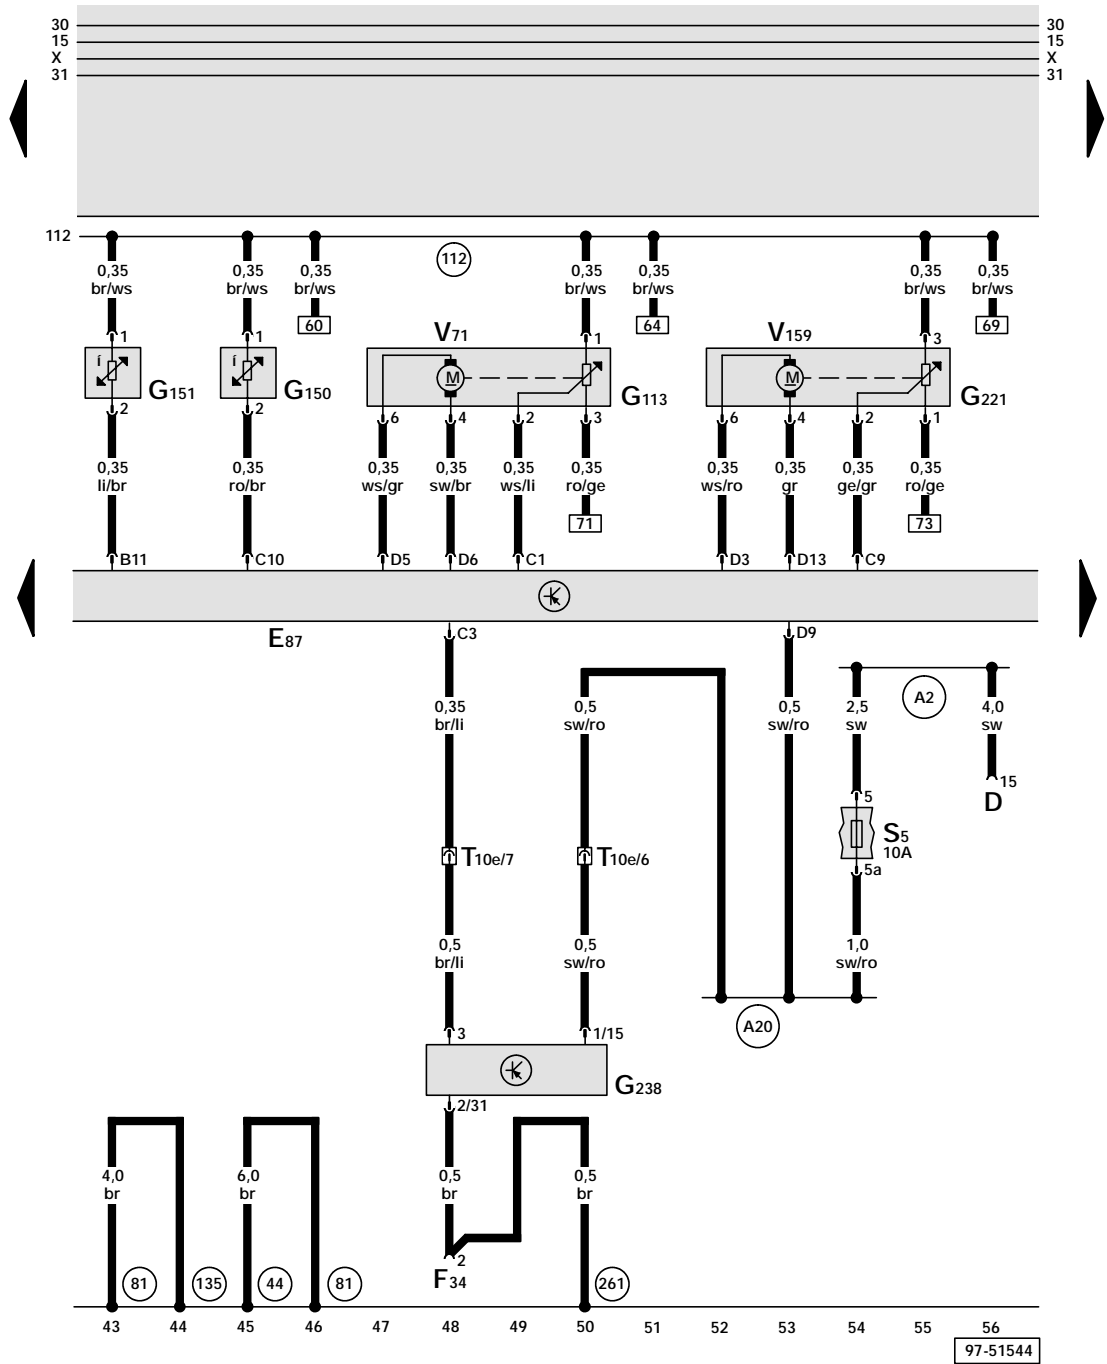 30 30
15 15
X X
31 31
112
112
0,35 0,35 0,35 0,35 0,35 0,35 0,35
br/ws br/ws br/ws br/ws br/ws br/ws br/ws
60 64 69
V71 V159
1 1 1 3
í í
G151 G150 M G113 M G221
2 2 6 4 2 3 6 4 2 1
0,35 0,35 0,35 0,35 0,35 0,35 0,35 0,35 0,35 0,35
li/br ro/br ws/gr sw/br ws/li ro/ge ws/ro gr ge/gr ro/ge
71 73
B11 C10 D5 D6 C1 D3 D13 C9
E87 C3 D9
A2
0,35 0,5 0,5 2,5 4,0
br/li sw/ro sw/ro sw sw
15
D
5
S5
10A
T10e/7 T10e/6
5a
0,5 0,5 1,0
br/li sw/ro sw/ro
A20
3 1/15
G238
2/31
4,0 6,0 0,5 0,5
br br br br
2
F34
81 135 44 81 261
43 44 45 46 47 48 49 50 51 52 53 54 55 56
97-51544